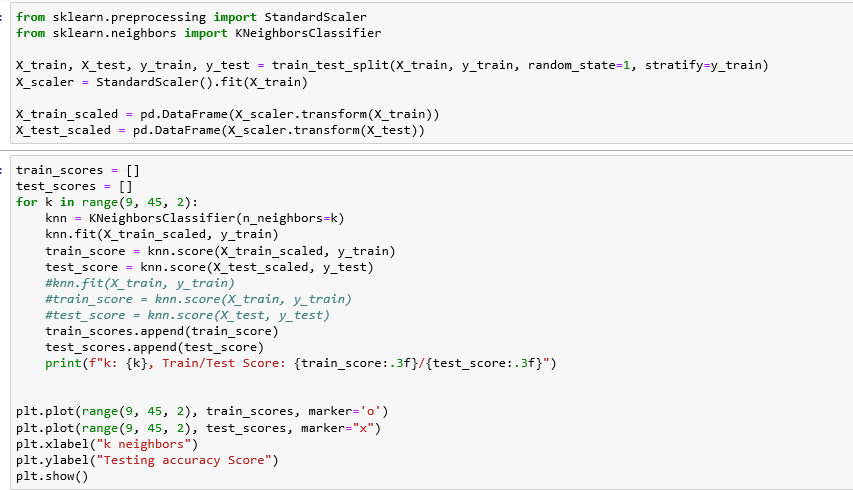 from sklearn.preprocessing import StandardScaler
from sklearn.neighbors import KNeighborsClassifier

X_train, X_test, y_train, y_test = train_test_split(X_train, y_train, random_state=1, stratify=y_train)
X_scaler = StandardScaler().fit(X_train)

X_train_scaled = pd.DataFrame(X_scaler.transform(X_train))
X_test_scaled = pd.DataFrame(X_scaler.transform(X_test))

train_scores = []
test_scores = []
for k in range(9, 45, 2):
    knn = KNeighborsClassifier(n_neighbors=k)
    knn.fit(X_train_scaled, y_train)
    train_score = knn.score(X_train_scaled, y_train)
    test_score = knn.score(X_test_scaled, y_test)
    #knn.fit(X_train, y_train)
    #train_score = knn.score(X_train, y_train)
    #test_score = knn.score(X_test, y_test)
    train_scores.append(train_score)
    test_scores.append(test_score)
    print(f"k: {k}, Train/Test Score: {train_score:.3f}/{test_score:.3f}")

plt.plot(range(9, 45, 2), train_scores, marker='o')
plt.plot(range(9, 45, 2), test_scores, marker="x")
plt.xlabel("k neighbors")
plt.ylabel("Testing accuracy Score")
plt.show()